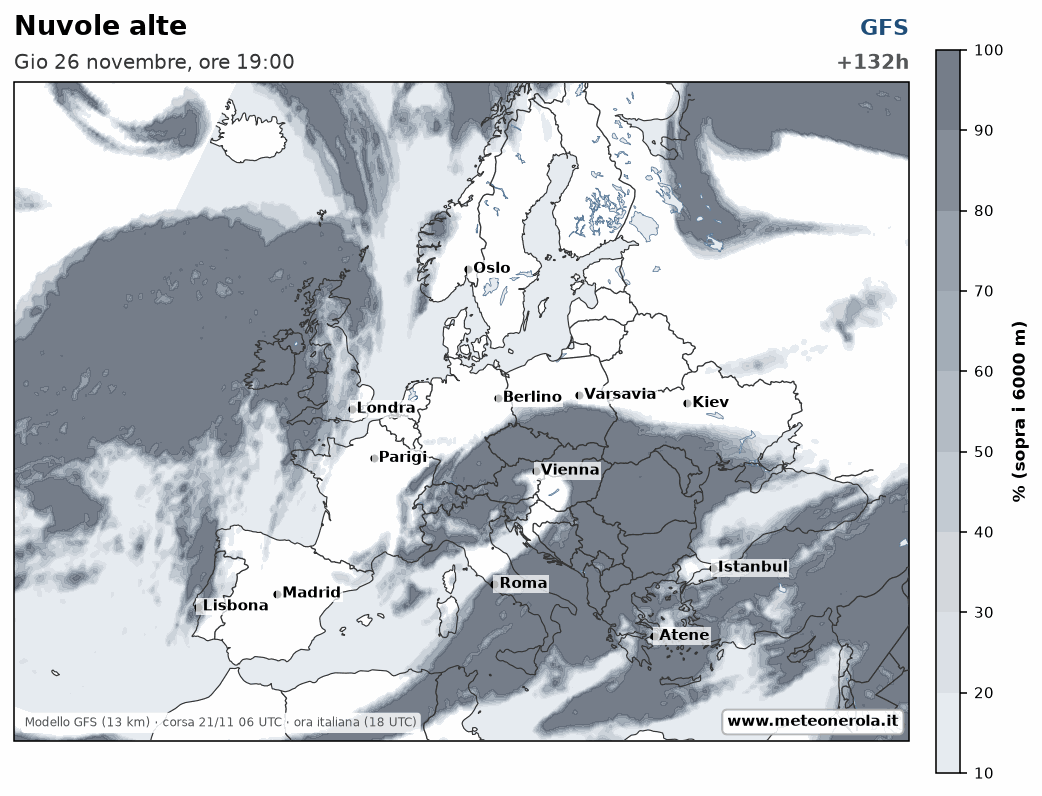 Nuvole alte
GFS
Gio 26 novembre, ore 19:00
+132h
100
90
80
70
60
50
40
30
20
10
% (sopra i 6000 m)
Oslo
Berlino
Varsavia
Kiev
Londra
Parigi
Vienna
Istanbul
Roma
Madrid
Lisbona
Atene
Modello GFS (13 km) · corsa 21/11 06 UTC · ora italiana (18 UTC)
www.meteonerola.it